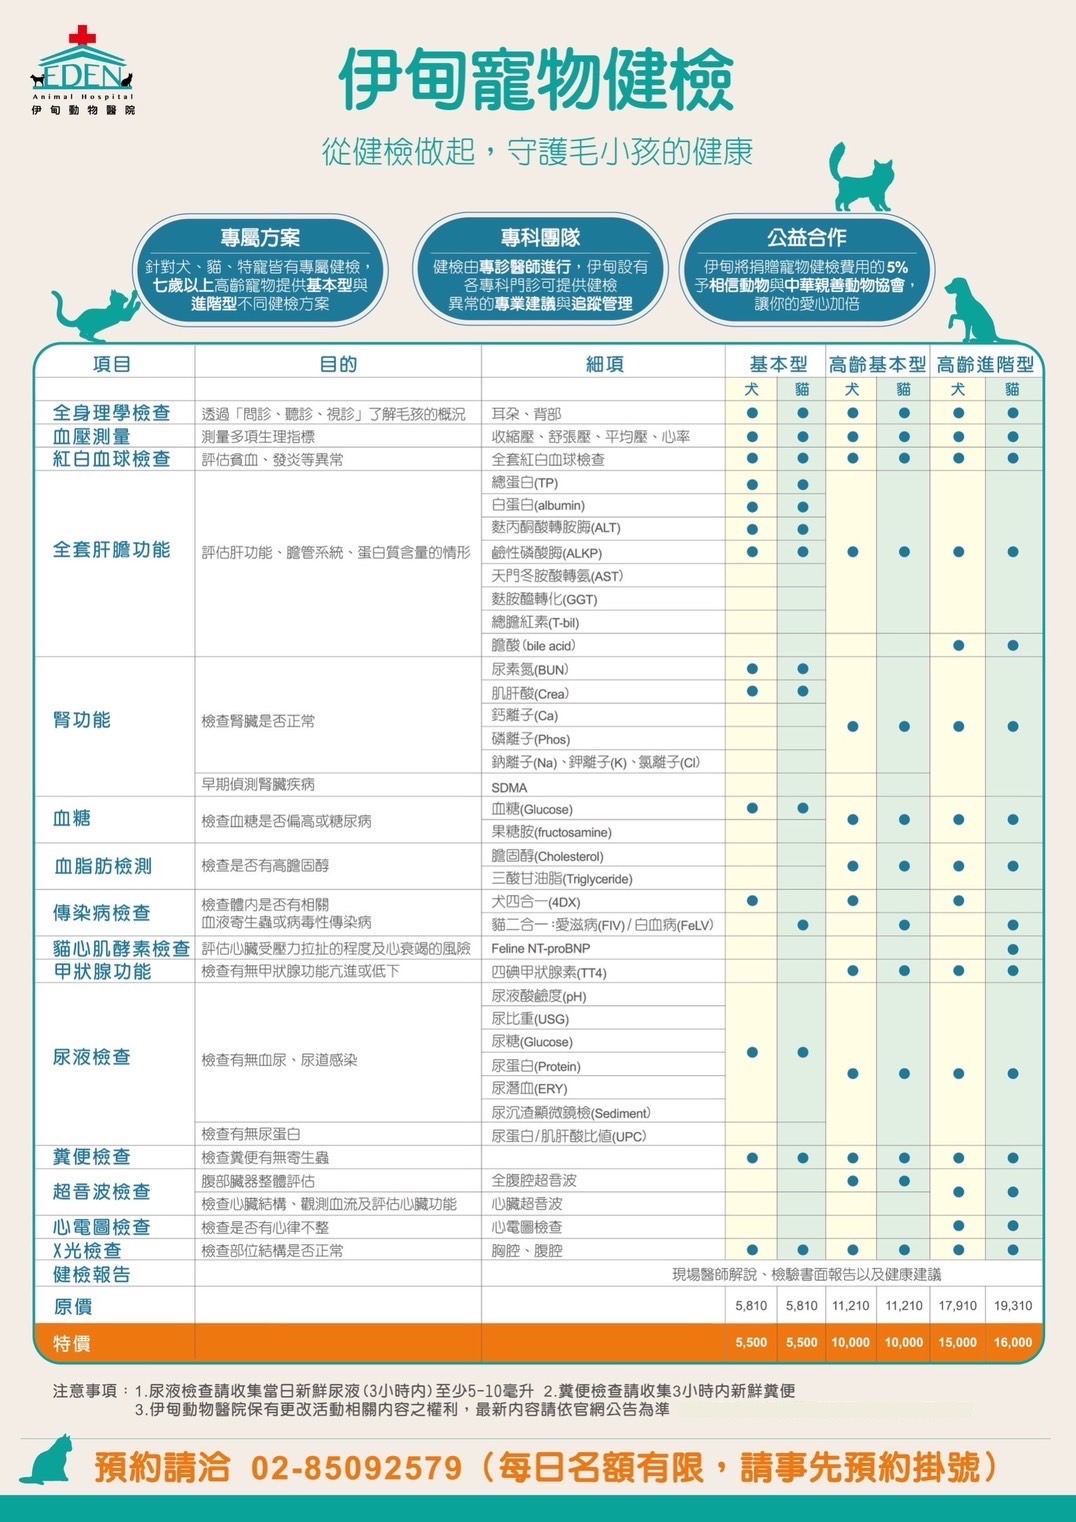 EDEN
Animal Hospital
伊甸動物醫院
伊甸寵物健檢
從健檢做起,守護毛小孩的健康
專屬方案
針對犬、貓、特寵皆有專屬健檢,
七歲以上高齡寵物提供基本型與
進階型不同健檢方案
專科團隊
健檢由專診醫師進行,伊甸設有
各專科門診可提供健檢
異常的專業建議與追蹤管理
公益合作
伊甸將捐贈寵物健檢費用的5%
予相信動物與中華親善動物協會,
讓你的愛心加倍
項目 目的 細項 基本型 高齡基本型 高齡進階型
犬 貓 犬 貓 犬 貓
全身理學檢查 透過「問診、聽診、視診」了解毛孩的概況 耳朵、背部 ● ● ● ● ● ●
血壓測量 測量多項生理指標 收縮壓、舒張壓、平均壓、心率 ● ● ● ● ● ●
紅白血球檢查 評估貧血、發炎等異常 全套紅白血球檢查 ● ● ● ● ● ●
總蛋白(TP) ● ●
白蛋白(albumin) ● ●
麩丙酮酸轉胺脢(ALT) ● ●
全套肝膽功能 評估肝功能、膽管系統、蛋白質含量的情形 鹼性磷酸脢(ALKP) ● ● ● ● ● ●
天門冬胺酸轉氨(AST)
麩胺醯轉化(GGT)
總膽紅素(T-bil)
膽酸(bile acid) ● ●
尿素氮(BUN) ● ●
肌肝酸(Crea) ● ●
鈣離子(Ca)
腎功能 檢查腎臟是否正常 ● ● ● ●
磷離子(Phos)
鈉離子(Na)、鉀離子(K)、氯離子(Cl)
早期偵測腎臟疾病 SDMA
血糖 檢查血糖是否偏高或糖尿病 血糖(Glucose) ● ● ● ● ● ●
果糖胺(fructosamine)
血脂肪檢測 檢查是否有高膽固醇 膽固醇(Cholesterol) ● ● ● ●
三酸甘油脂(Triglyceride)
傳染病檢查 檢查體內是否有相關 犬四合一(4DX) ● ● ●
血液寄生蟲或病毒性傳染病 貓二合一:愛滋病(FIV)/白血病(FeLV) ● ● ●
貓心肌酵素檢查 評估心臟受壓力拉扯的程度及心衰竭的風險 Feline NT-proBNP ●
甲狀腺功能 檢查有無甲狀腺功能亢進或低下 四碘甲狀腺素(TT4) ● ● ● ●
尿液酸鹼度(pH)
尿比重(USG)
尿糖(Glucose)
尿液檢查 檢查有無血尿、尿道感染 ● ● ● ● ● ●
尿蛋白(Protein)
尿潛血(ERY)
尿沉渣顯微鏡檢(Sediment)
檢查有無尿蛋白 尿蛋白/肌肝酸比值(UPC)
糞便檢查 檢查糞便有無寄生蟲 ● ● ● ● ● ●
超音波檢查 腹部臟器整體評估 全腹腔超音波 ● ● ● ●
檢查心臟結構、觀測血流及評估心臟功能 心臟超音波
心電圖檢查 檢查是否有心律不整 心電圖檢查 ● ●
X光檢查 檢查部位結構是否正常 胸腔、腹腔 ● ● ● ● ● ●
健檢報告 現場醫師解說、檢驗書面報告以及健康建議
原價 5,810 5,810 11,210 11,210 17,910 19,310
特價 5,500 5,500 10,000 10,000 15,000 16,000
注意事項:1.尿液檢查請收集當日新鮮尿液(3小時內)至少5-10毫升 2.糞便檢查請收集3小時內新鮮糞便
3.伊甸動物醫院保有更改活動相關內容之權利,最新內容請依官網公告為準
預約請洽 02-85092579(每日名額有限,請事先預約掛號)